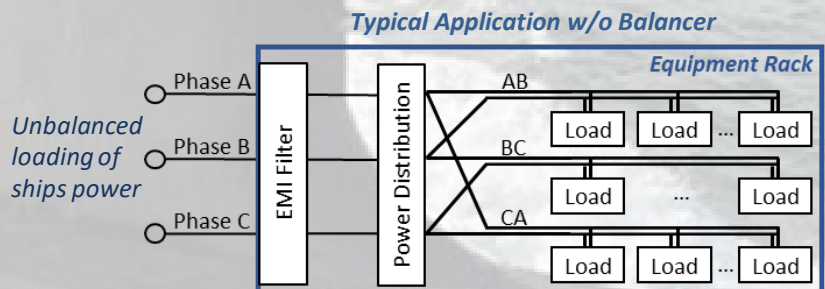 Typical Application w/o Balancer
Equipment Rack
Unbalanced
loading of
ships power
Phase A
Phase B
Phase C
EMI Filter
Power Distribution
AB
Load Load ... Load
BC
Load ... Load
CA
Load Load ... Load